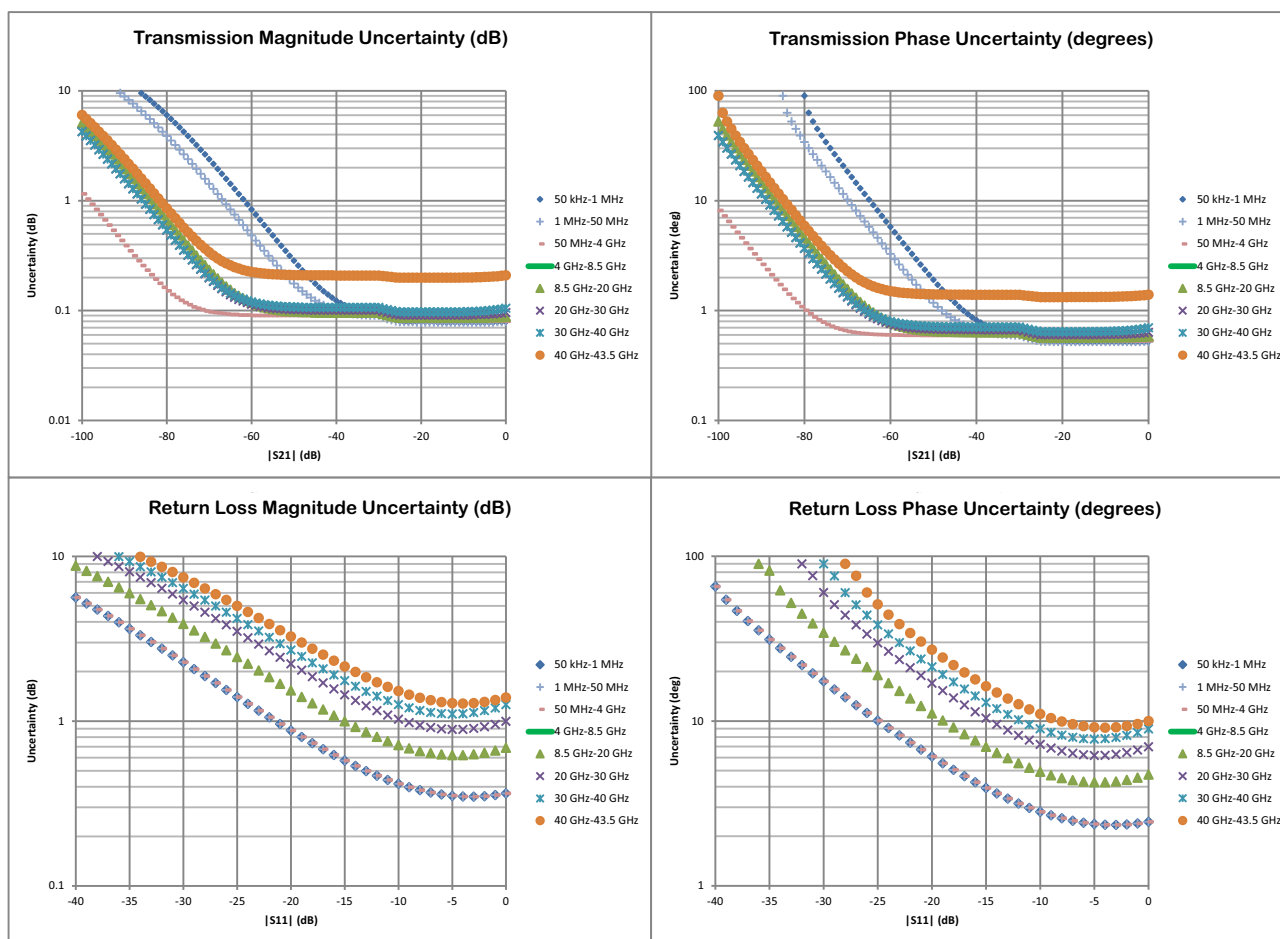 Transmission Magnitude Uncertainty (dB)
Uncertainty (dB)
10
1
0.1
0.01
-100
-80
-60
-40
-20
0
|S21| (dB)
50 kHz-1 MHz
1 MHz-50 MHz
50 MHz-4 GHz
4 GHz-8.5 GHz
8.5 GHz-20 GHz
20 GHz-30 GHz
30 GHz-40 GHz
40 GHz-43.5 GHz
Transmission Phase Uncertainty (degrees)
Uncertainty (deg)
100
10
1
0.1
-100
-80
-60
-40
-20
0
|S21| (dB)
50 kHz-1 MHz
1 MHz-50 MHz
50 MHz-4 GHz
4 GHz-8.5 GHz
8.5 GHz-20 GHz
20 GHz-30 GHz
30 GHz-40 GHz
40 GHz-43.5 GHz
Return Loss Magnitude Uncertainty (dB)
Uncertainty (dB)
10
1
0.1
-40
-35
-30
-25
-20
-15
-10
-5
0
|S11| (dB)
50 kHz-1 MHz
1 MHz-50 MHz
50 MHz-4 GHz
4 GHz-8.5 GHz
8.5 GHz-20 GHz
20 GHz-30 GHz
30 GHz-40 GHz
40 GHz-43.5 GHz
Return Loss Phase Uncertainty (degrees)
Uncertainty (deg)
100
10
1
-40
-35
-30
-25
-20
-15
-10
-5
0
|S11| (dB)
50 kHz-1 MHz
1 MHz-50 MHz
50 MHz-4 GHz
4 GHz-8.5 GHz
8.5 GHz-20 GHz
20 GHz-30 GHz
30 GHz-40 GHz
40 GHz-43.5 GHz